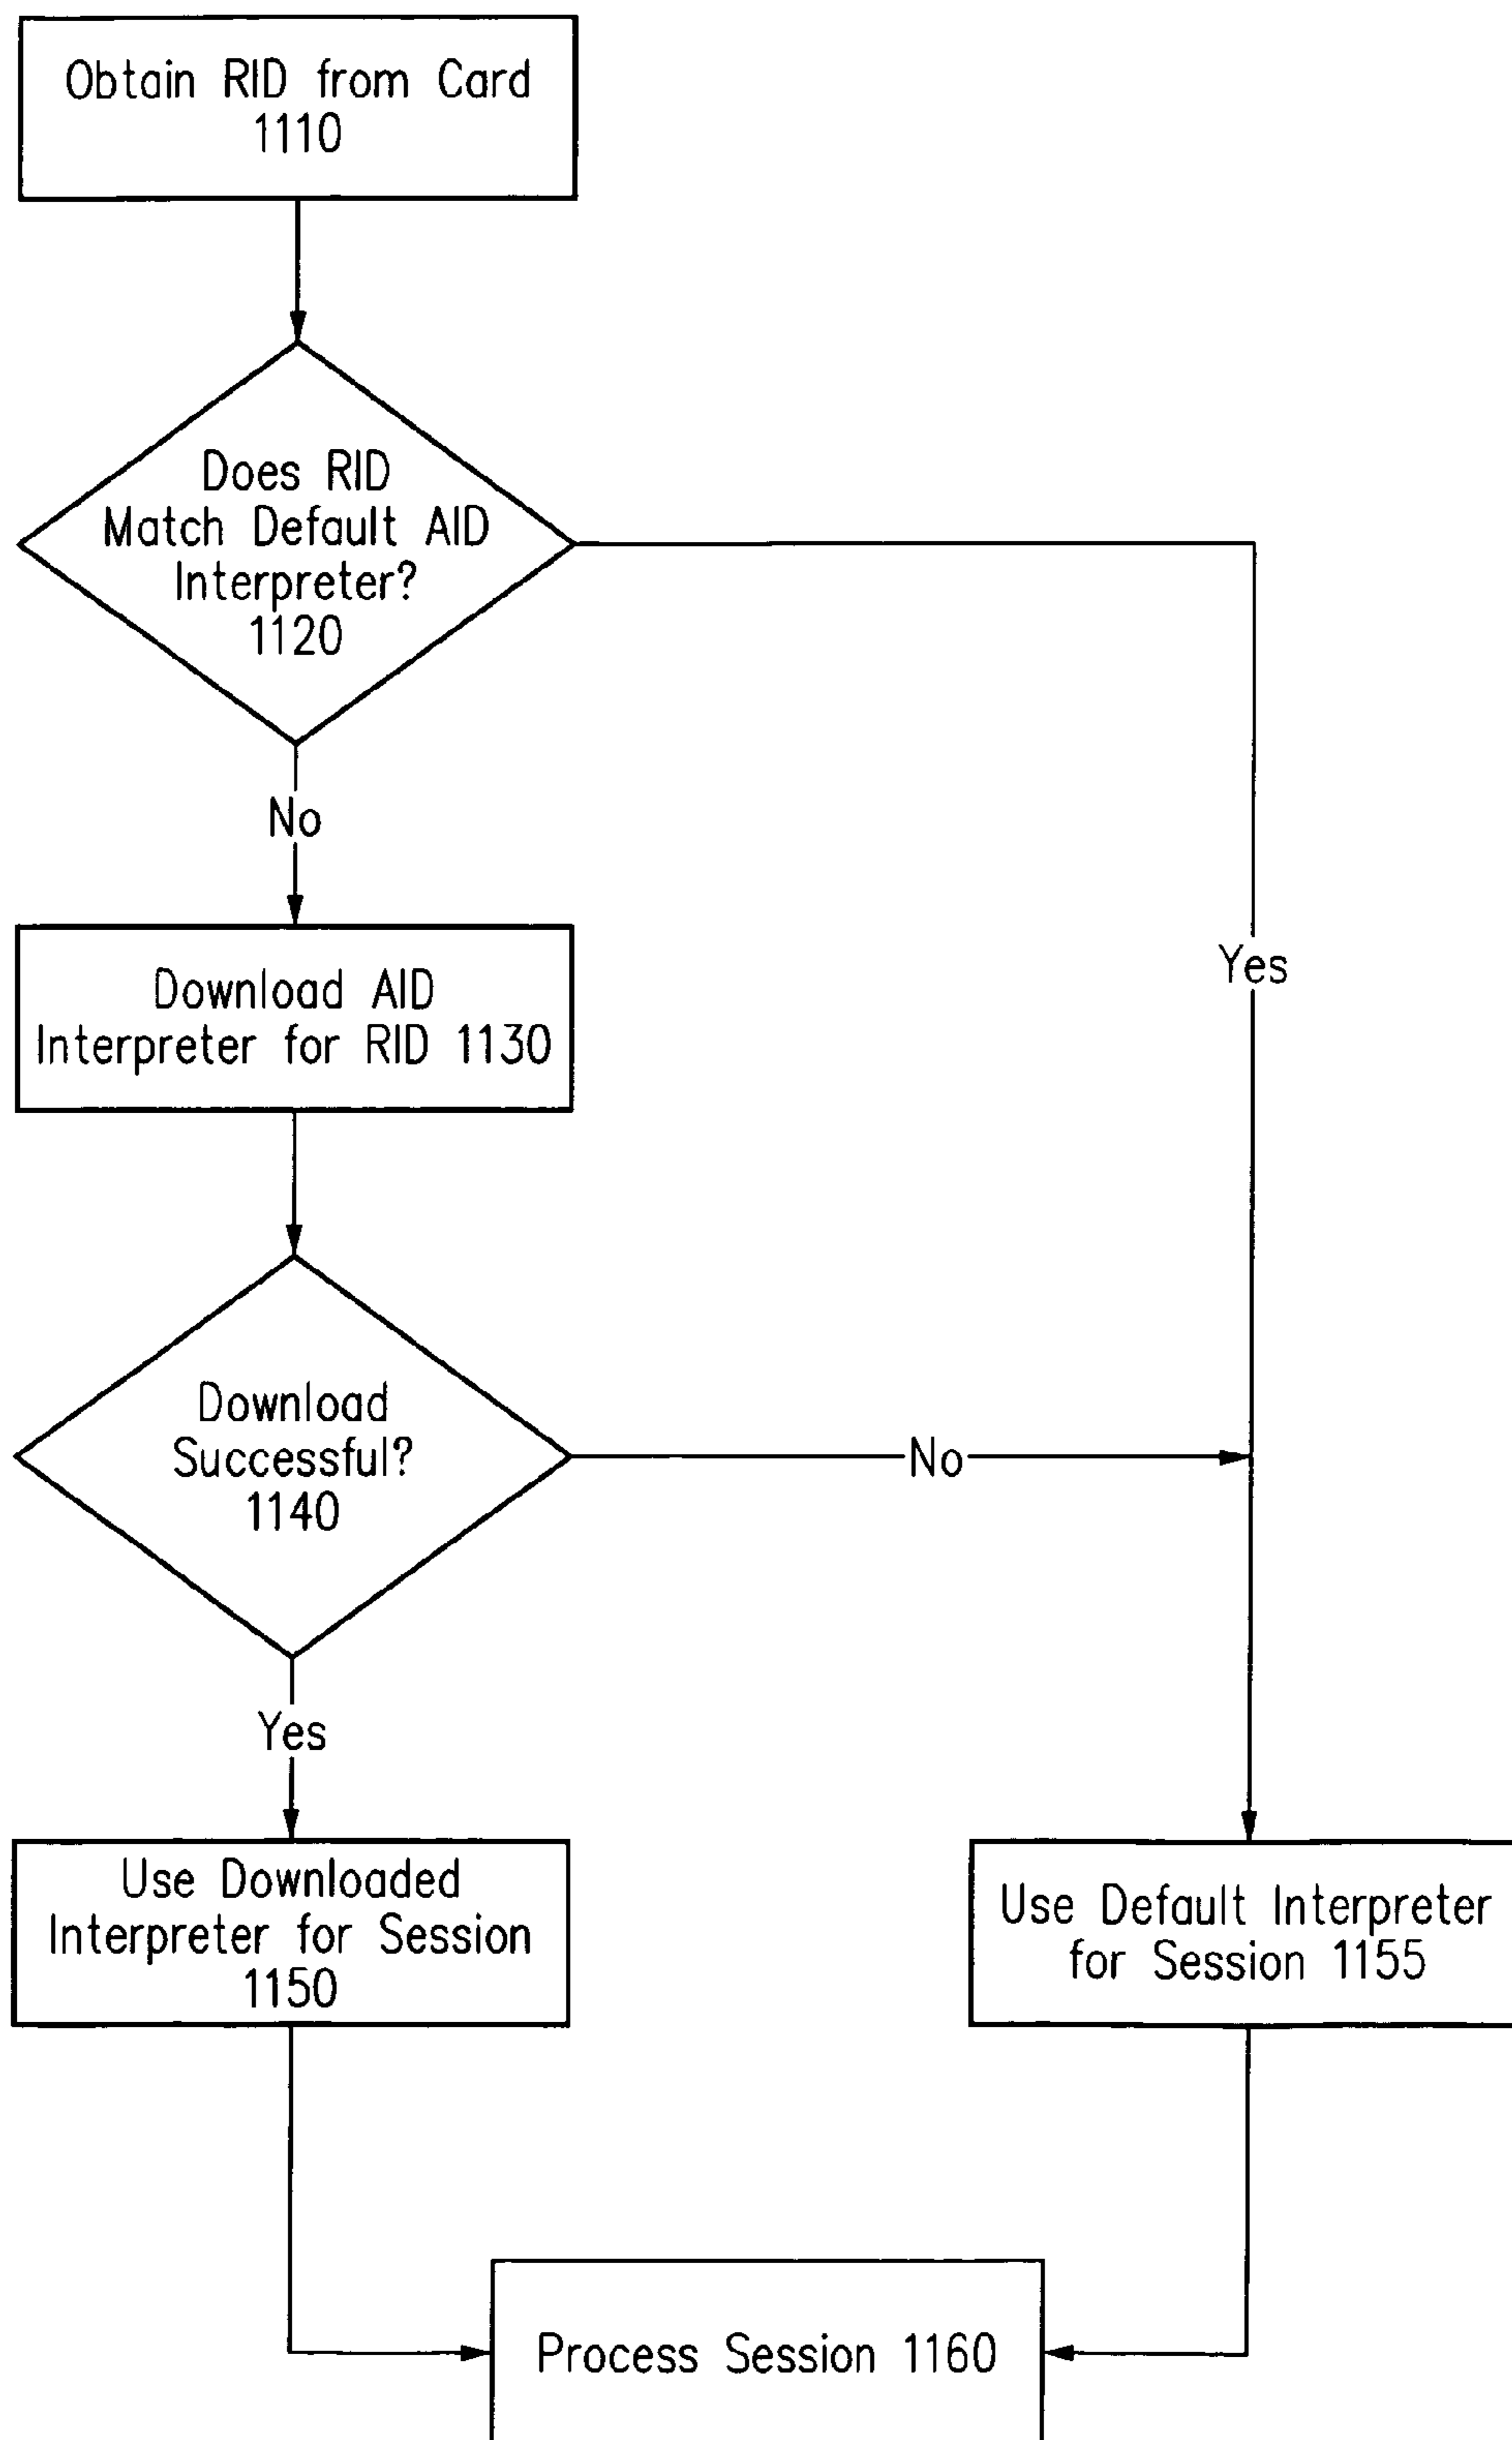 Obtain RID from Card
1110
Does RID
Match Default AID
Interpreter?
1120
No
Yes
Download AID
Interpreter for RID 1130
Download
Successful?
1140
No
Yes
Use Downloaded
Interpreter for Session
1150
Use Default Interpreter
for Session 1155
Process Session 1160